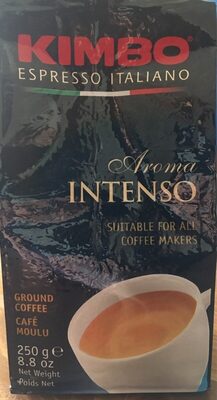 KIMBO®
ESPRESSO ITALIANO
Aroma
INTENSO
SUITABLE FOR ALL
COFFEE MAKERS
GROUND
COFFEE
CAFÉ
MOULU
250 g ℮
8.8 oz
Net Weight
Poids Net